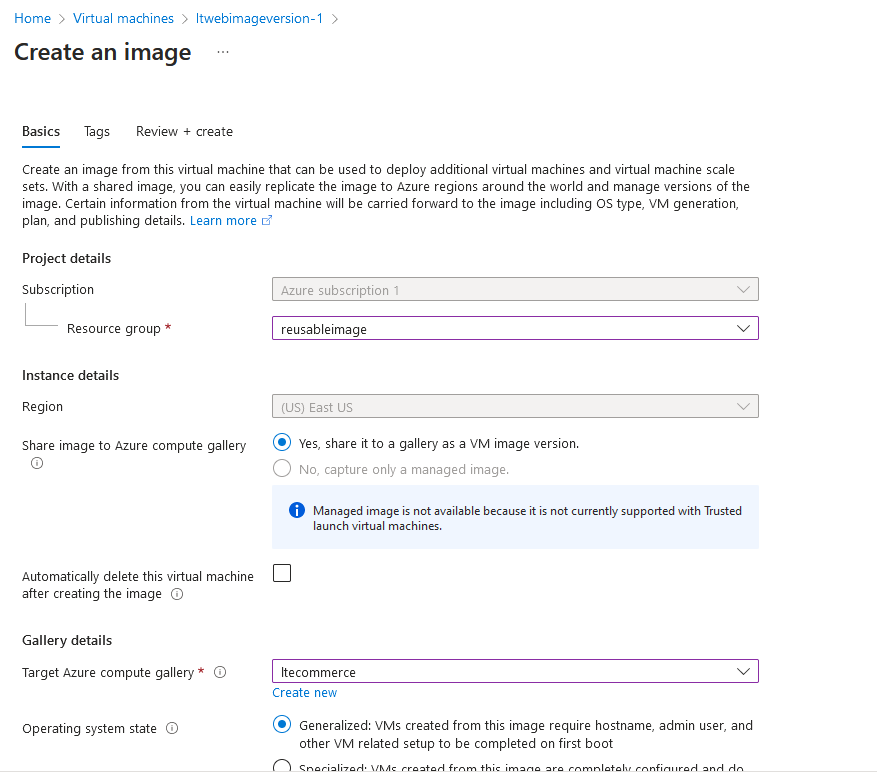 Home > Virtual machines > ltwebimageversion-1 >
Create an image ...
Basics Tags Review + create
Create an image from this virtual machine that can be used to deploy additional virtual machines and virtual machine scale
sets. With a shared image, you can easily replicate the image to Azure regions around the world and manage versions of the
image. Certain information from the virtual machine will be carried forward to the image including OS type, VM generation,
plan, and publishing details. Learn more
Project details
Subscription
Azure subscription 1
Resource group *
reusableimage
Instance details
Region
(US) East US
Share image to Azure compute gallery
Yes, share it to a gallery as a VM image version.
No, capture only a managed image.
Managed image is not available because it is not currently supported with Trusted
launch virtual machines.
Automatically delete this virtual machine
after creating the image
Gallery details
Target Azure compute gallery *
ltecommerce
Create new
Operating system state
Generalized: VMs created from this image require hostname, admin user, and
other VM related setup to be completed on first boot
Specialized: VMs created from this image are completely configured and do